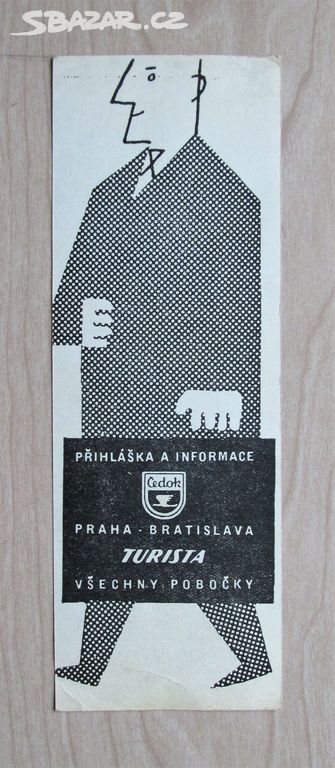 SBAZAR.CZ
PŘIHLÁŠKA A INFORMACE
Čedok
PRAHA - BRATISLAVA
TURISTA
VŠECHNY POBOČKY